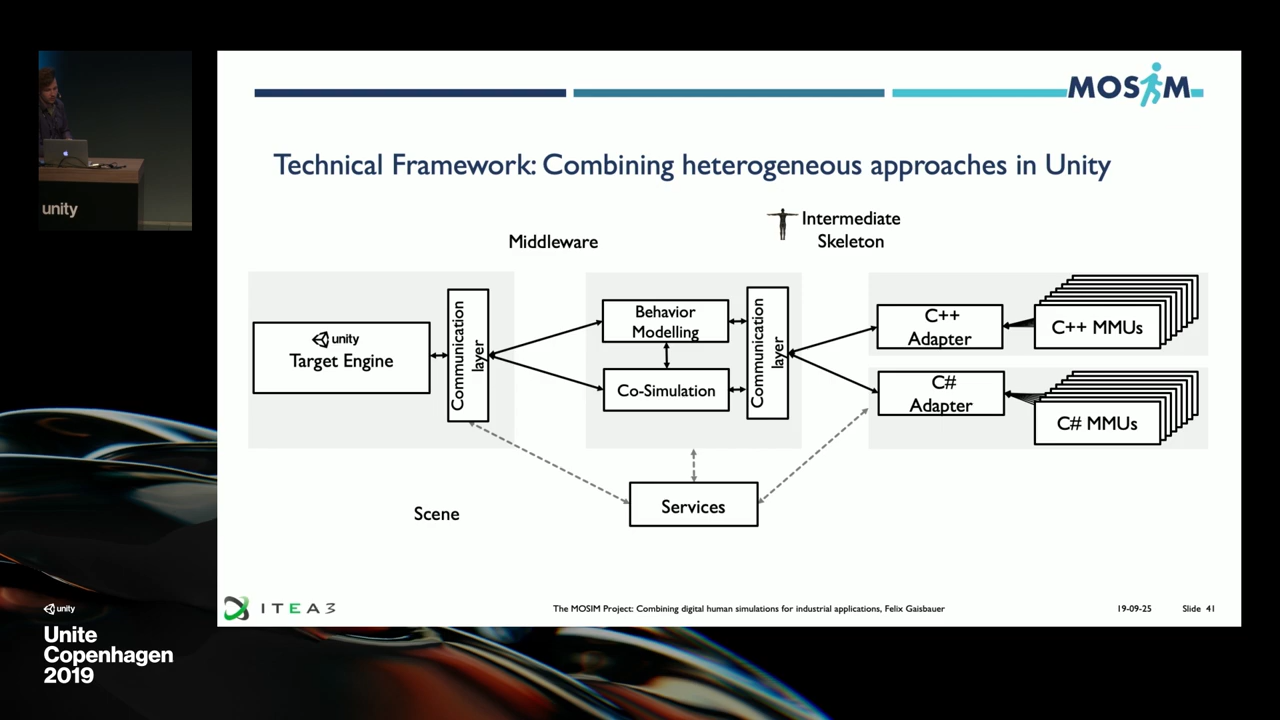 MOSIM
Technical Framework: Combining heterogeneous approaches in Unity
Middleware
Intermediate
Skeleton
unity
Target Engine
Communication
layer
Behavior
Modelling
Co-Simulation
Communication
layer
C++
Adapter
C++ MMUs
C#
Adapter
C# MMUs
Services
Scene
ITEA3
The MOSIM Project: Combining digital human simulations for industrial applications, Felix Gaisbauer
19-09-25
Slide 41
unity
unity
Unite
Copenhagen
2019